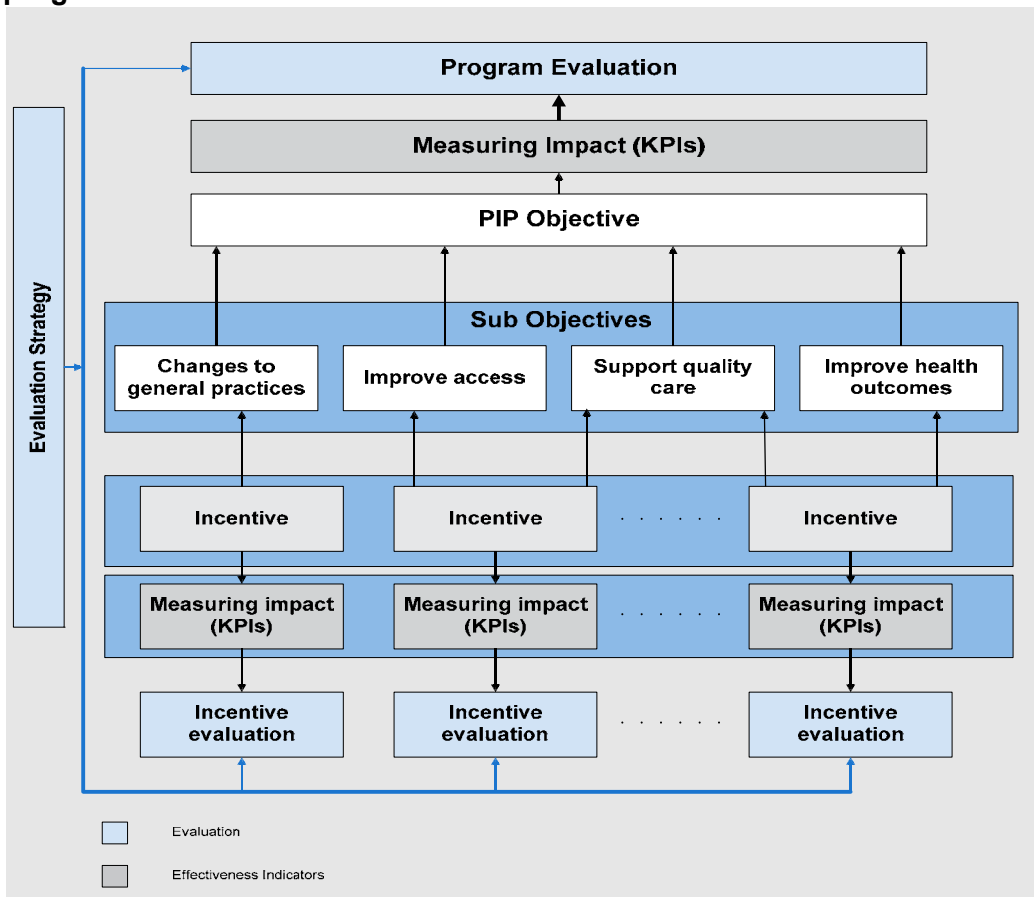 Program Evaluation
Measuring Impact (KPIs)
PIP Objective
Evaluation Strategy
Sub Objectives
Changes to
general practices
Improve access
Support quality
care
Improve health
outcomes
Incentive
Incentive
. . . . . .
Incentive
Measuring impact
(KPIs)
Measuring impact
(KPIs)
. . . . . .
Measuring impact
(KPIs)
Incentive
evaluation
Incentive
evaluation
. . . . . .
Incentive
evaluation
Evaluation
Effectiveness Indicators